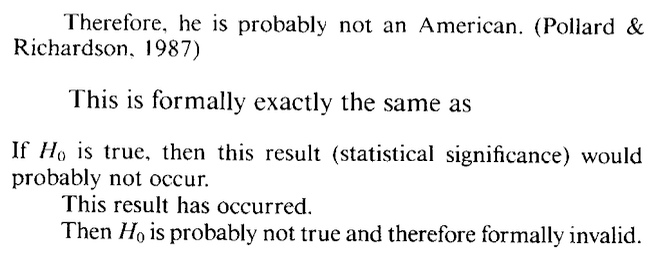 Therefore, he is probably not an American. (Pollard &
Richardson, 1987)
This is formally exactly the same as
If H₀ is true, then this result (statistical significance) would
probably not occur.
This result has occurred.
Then H₀ is probably not true and therefore formally invalid.